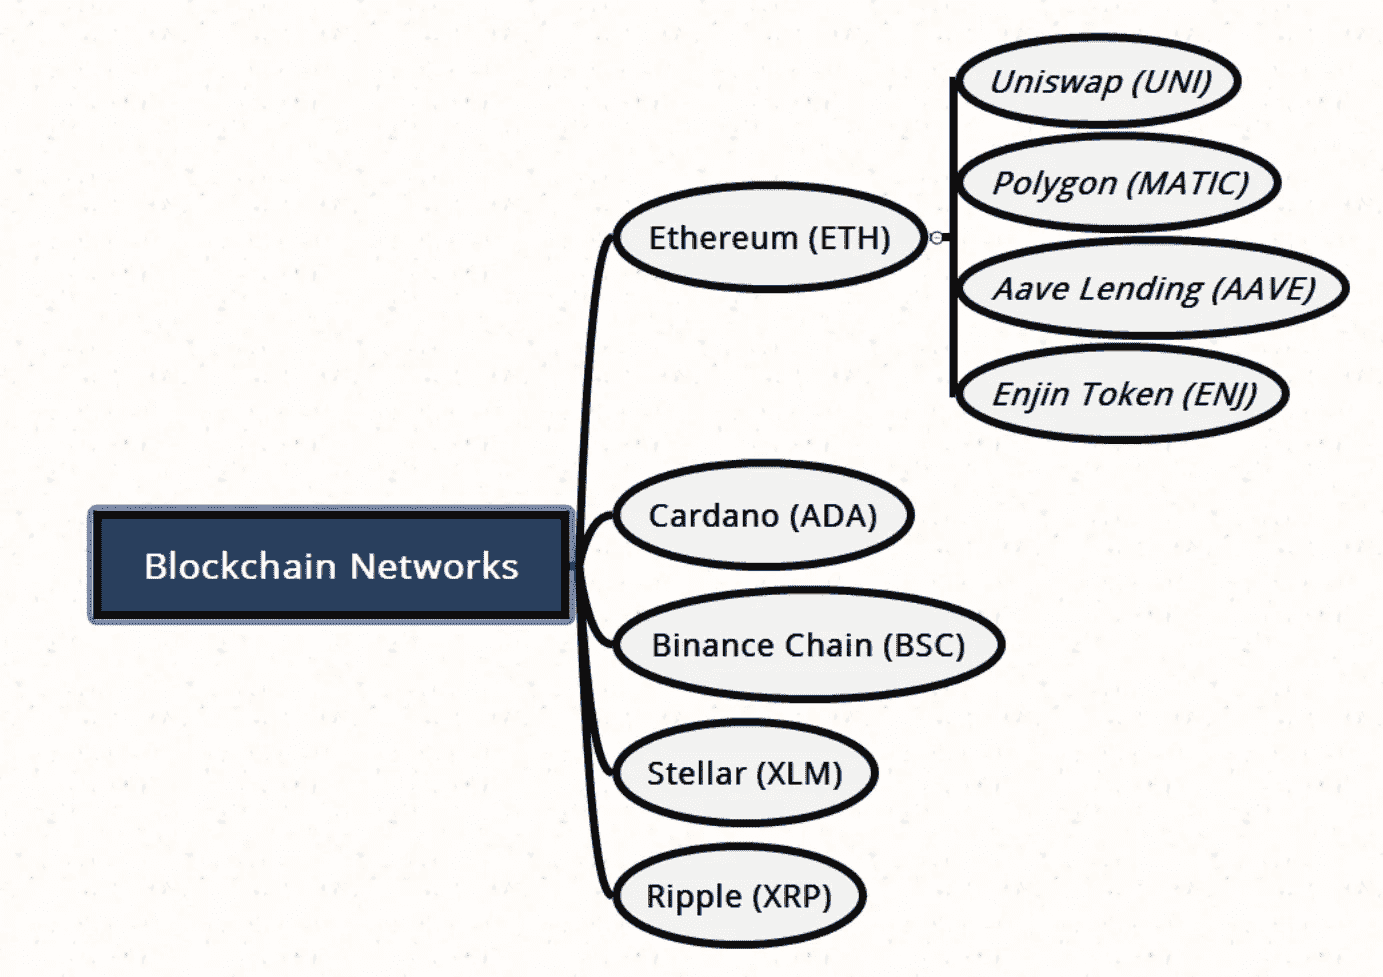 Blockchain Networks
Ethereum (ETH)
Uniswap (UNI)
Polygon (MATIC)
Aave Lending (AAVE)
Enjin Token (ENJ)
Cardano (ADA)
Binance Chain (BSC)
Stellar (XLM)
Ripple (XRP)